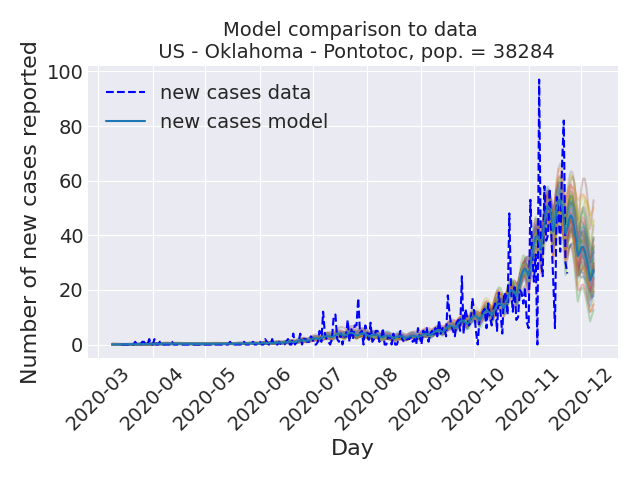 Model comparison to data
US - Oklahoma - Pontotoc, pop. = 38284
Number of new cases reported
100
80
60
40
20
0
new cases data
new cases model
2020-03
2020-04
2020-05
2020-06
2020-07
2020-08
2020-09
2020-10
2020-11
2020-12
Day